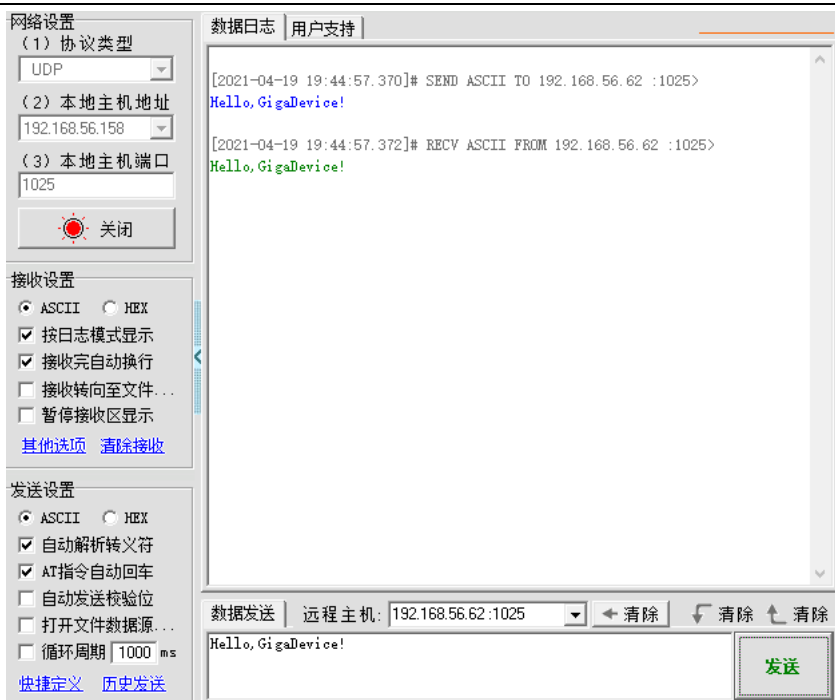 网络设置
(1) 协议类型
UDP
(2) 本地主机地址
192.168.56.158
(3) 本地主机端口
1025
关闭
接收设置
ASCII HEX
按日志模式显示
接收完自动换行
接收转向至文件...
暂停接收区显示
其他选项 清除接收
发送设置
ASCII HEX
自动解析转义符
AT指令自动回车
自动发送校验位
打开文件数据源...
循环周期 1000 ms
快捷定义 历史发送
数据日志 用户支持
[2021-04-19 19:44:57.370]# SEND ASCII TO 192.168.56.62 :1025>
Hello,GigaDevice!
[2021-04-19 19:44:57.372]# RECV ASCII FROM 192.168.56.62 :1025>
Hello,GigaDevice!
数据发送 远程主机: 192.168.56.62:1025 清除 清除 清除
Hello,GigaDevice!
发送